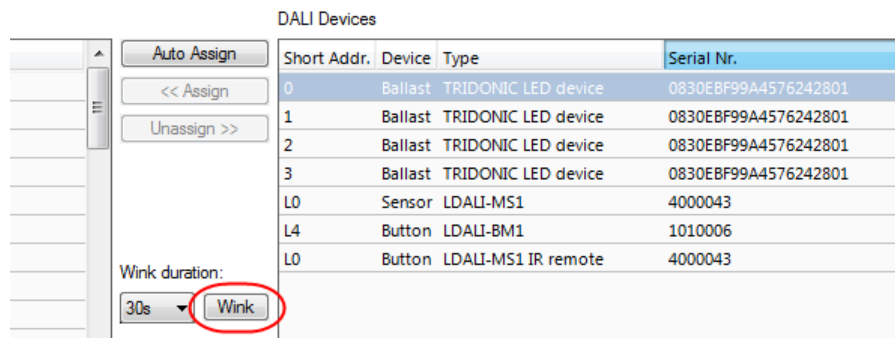 DALI Devices
Auto Assign
<< Assign
Unassign >>
Short Addr. Device Type Serial Nr.
0 Ballast TRIDONIC LED device 0830EBF99A4576242801
1 Ballast TRIDONIC LED device 0830EBF99A4576242801
2 Ballast TRIDONIC LED device 0830EBF99A4576242801
3 Ballast TRIDONIC LED device 0830EBF99A4576242801
L0 Sensor LDALI-MS1 4000043
L4 Button LDALI-BM1 1010006
L0 Button LDALI-MS1 IR remote 4000043
Wink duration:
30s Wink